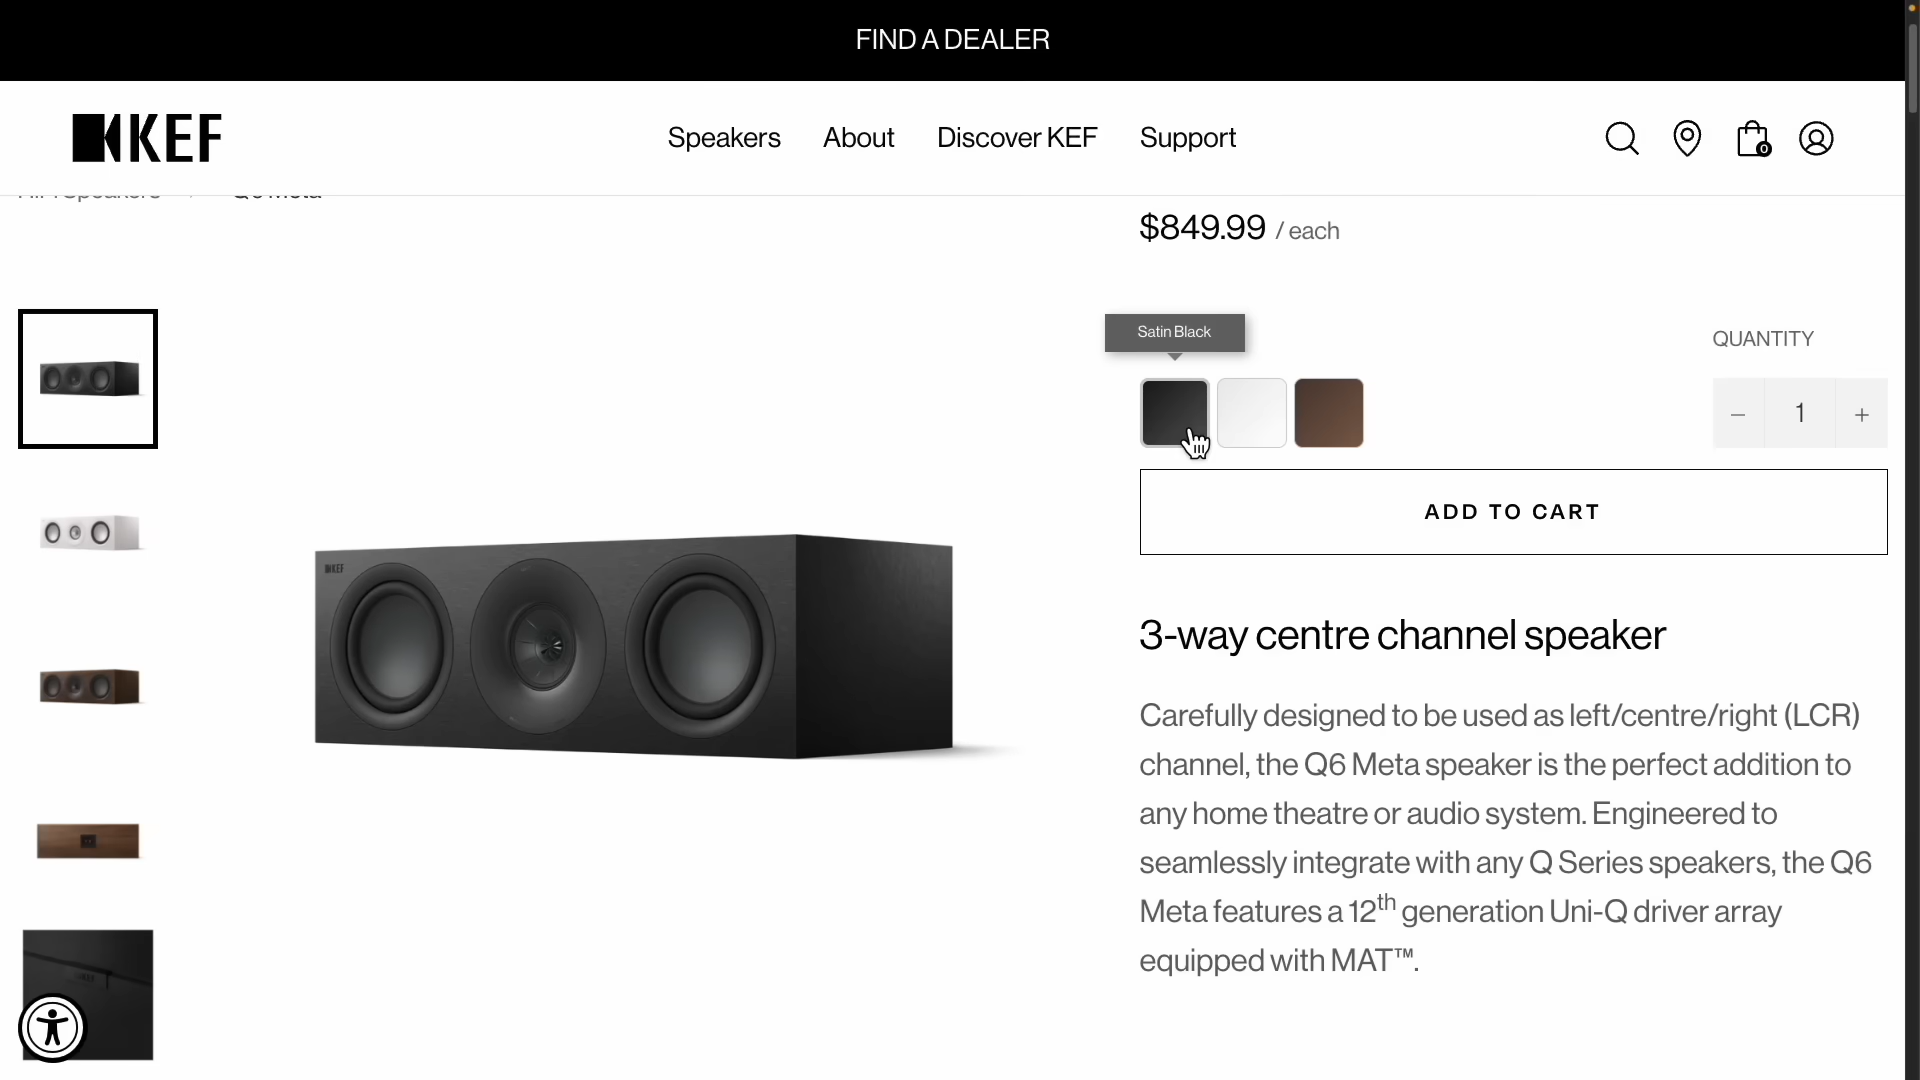 FIND A DEALER
KEF
Speakers
About
Discover KEF
Support
0
$849.99 / each
Satin Black
QUANTITY
− 1 +
KEF
ADD TO CART
3-way centre channel speaker
Carefully designed to be used as left/centre/right (LCR)
channel, the Q6 Meta speaker is the perfect addition to
any home theatre or audio system. Engineered to
seamlessly integrate with any Q Series speakers, the Q6
Meta features a 12th generation Uni-Q driver array
equipped with MAT™.